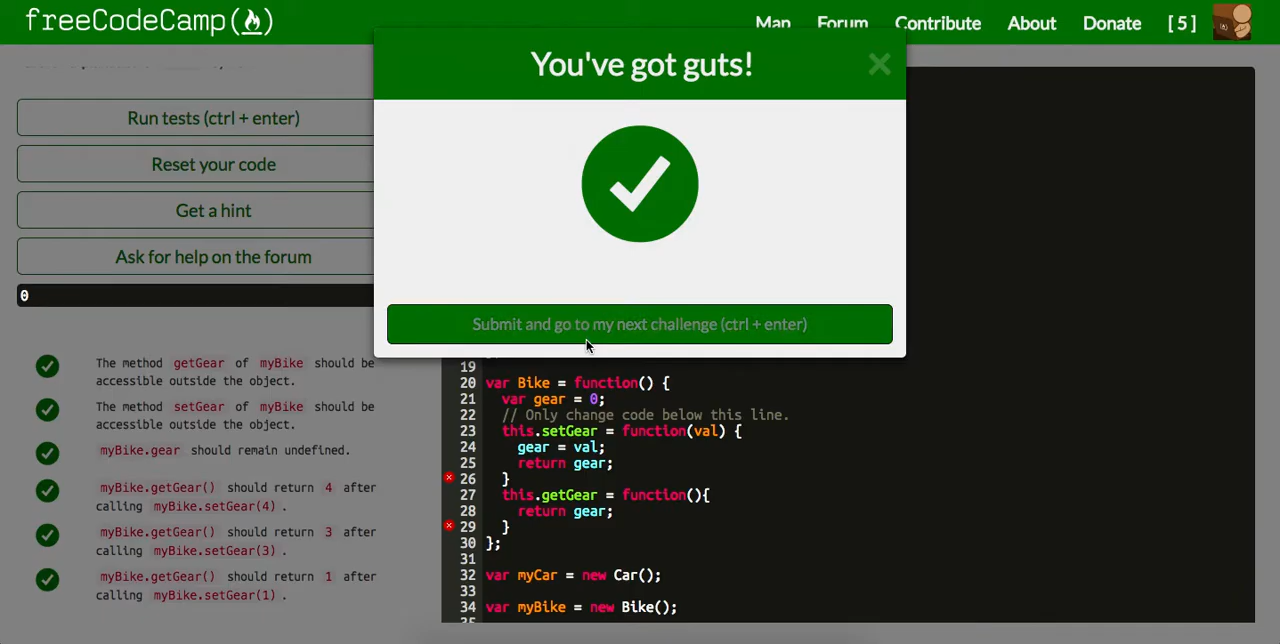 freeCodeCamp(🔥)
Map Forum Contribute About Donate [ 5 ]
You've got guts!
×
Run tests (ctrl + enter)
Reset your code
Get a hint
Ask for help on the forum
0
Submit and go to my next challenge (ctrl + enter)
The method getGear of myBike should be
accessible outside the object.
The method setGear of myBike should be
accessible outside the object.
myBike.gear should remain undefined.
myBike.getGear() should return 4 after
calling myBike.setGear(4).
myBike.getGear() should return 3 after
calling myBike.setGear(3).
myBike.getGear() should return 1 after
calling myBike.setGear(1).
19
20 var Bike = function() {
21 var gear = 0;
22 // Only change code below this line.
23 this.setGear = function(val) {
24 gear = val;
25 return gear;
26 }
27 this.getGear = function(){
28 return gear;
29 }
30 };
31
32 var myCar = new Car();
33
34 var myBike = new Bike();
35